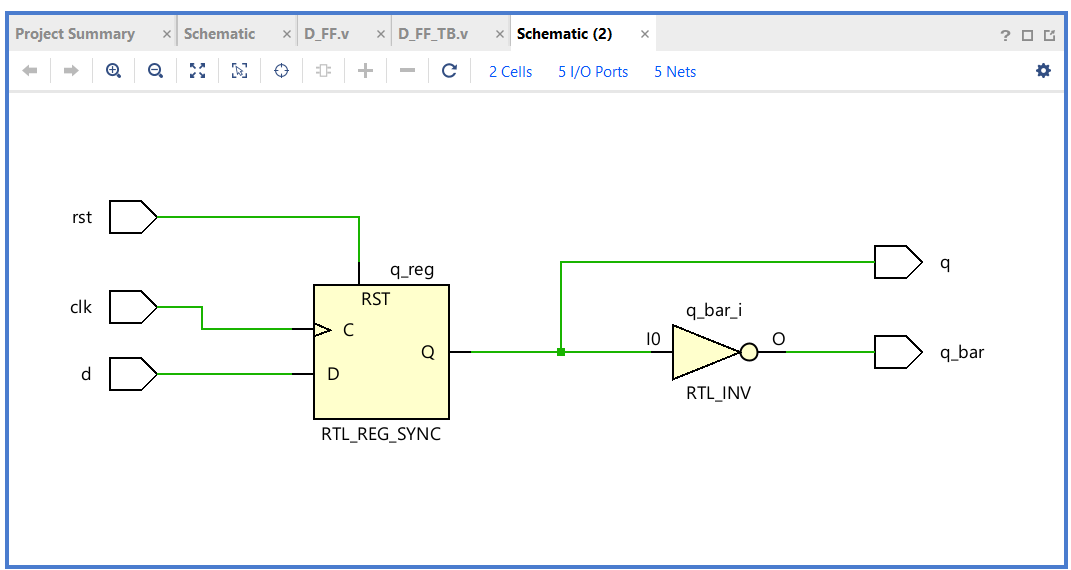 Project Summary × Schematic × D_FF.v × D_FF_TB.v × Schematic (2) × ?
2 Cells 5 I/O Ports 5 Nets
rst
q_reg
RST
q
clk
C
q_bar_i
Q
I0
O
q_bar
d
D
RTL_INV
RTL_REG_SYNC